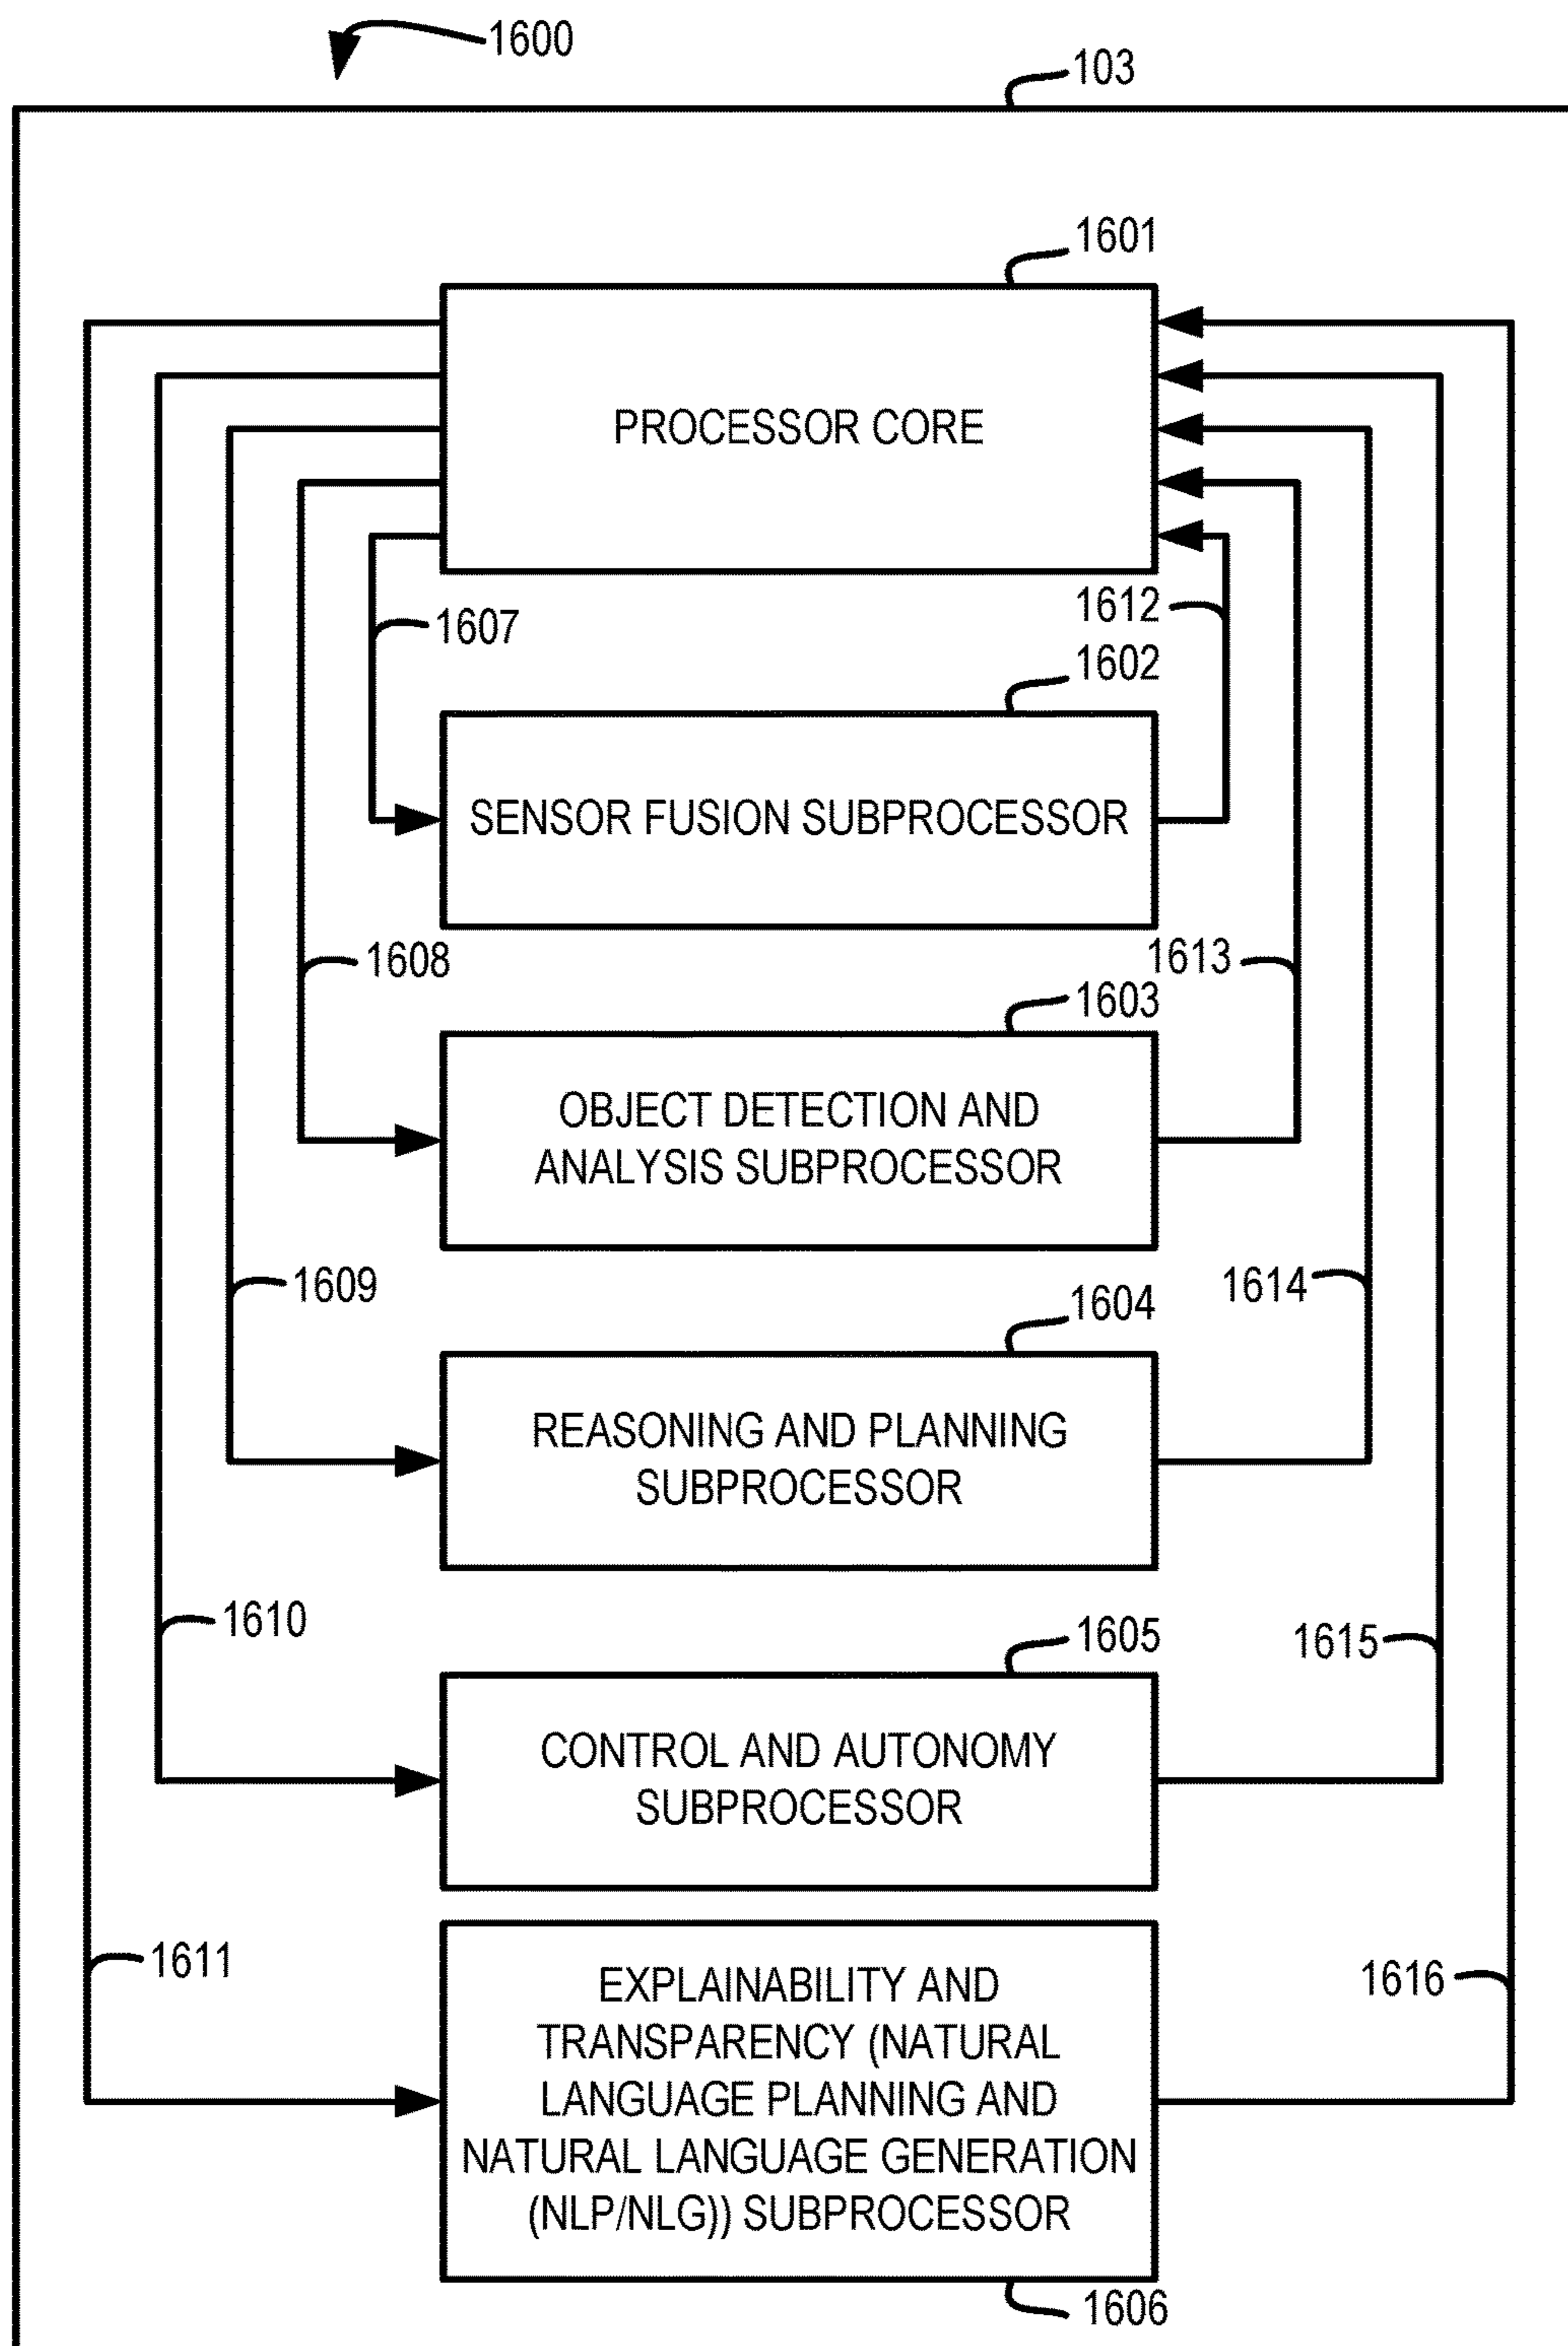 1600
103
1601
PROCESSOR CORE
1612
1607
1602
SENSOR FUSION SUBPROCESSOR
1608
1613
1603
OBJECT DETECTION AND
ANALYSIS SUBPROCESSOR
1609
1614
1604
REASONING AND PLANNING
SUBPROCESSOR
1610
1605
1615
CONTROL AND AUTONOMY
SUBPROCESSOR
1611
1616
EXPLAINABILITY AND
TRANSPARENCY (NATURAL
LANGUAGE PLANNING AND
NATURAL LANGUAGE GENERATION
(NLP/NLG)) SUBPROCESSOR
1606